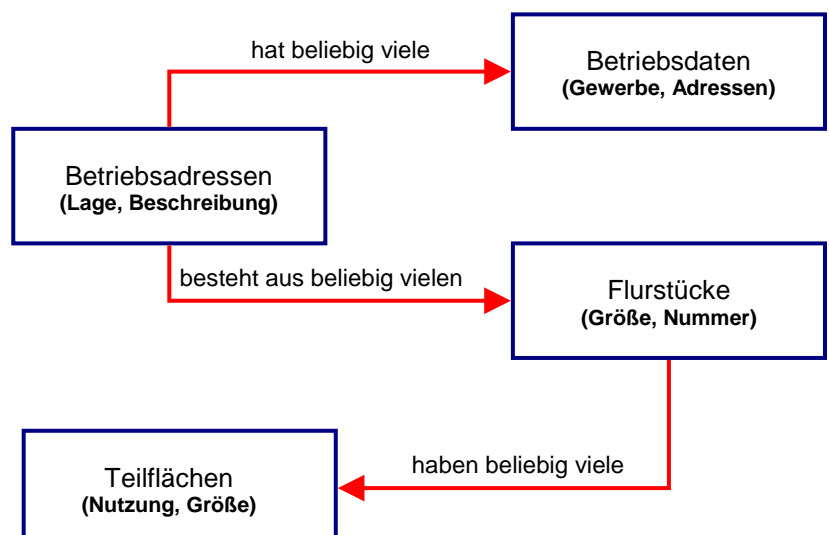 hat beliebig viele
Betriebsdaten
(Gewerbe, Adressen)
Betriebsadressen
(Lage, Beschreibung)
besteht aus beliebig vielen
Flurstücke
(Größe, Nummer)
haben beliebig viele
Teilflächen
(Nutzung, Größe)